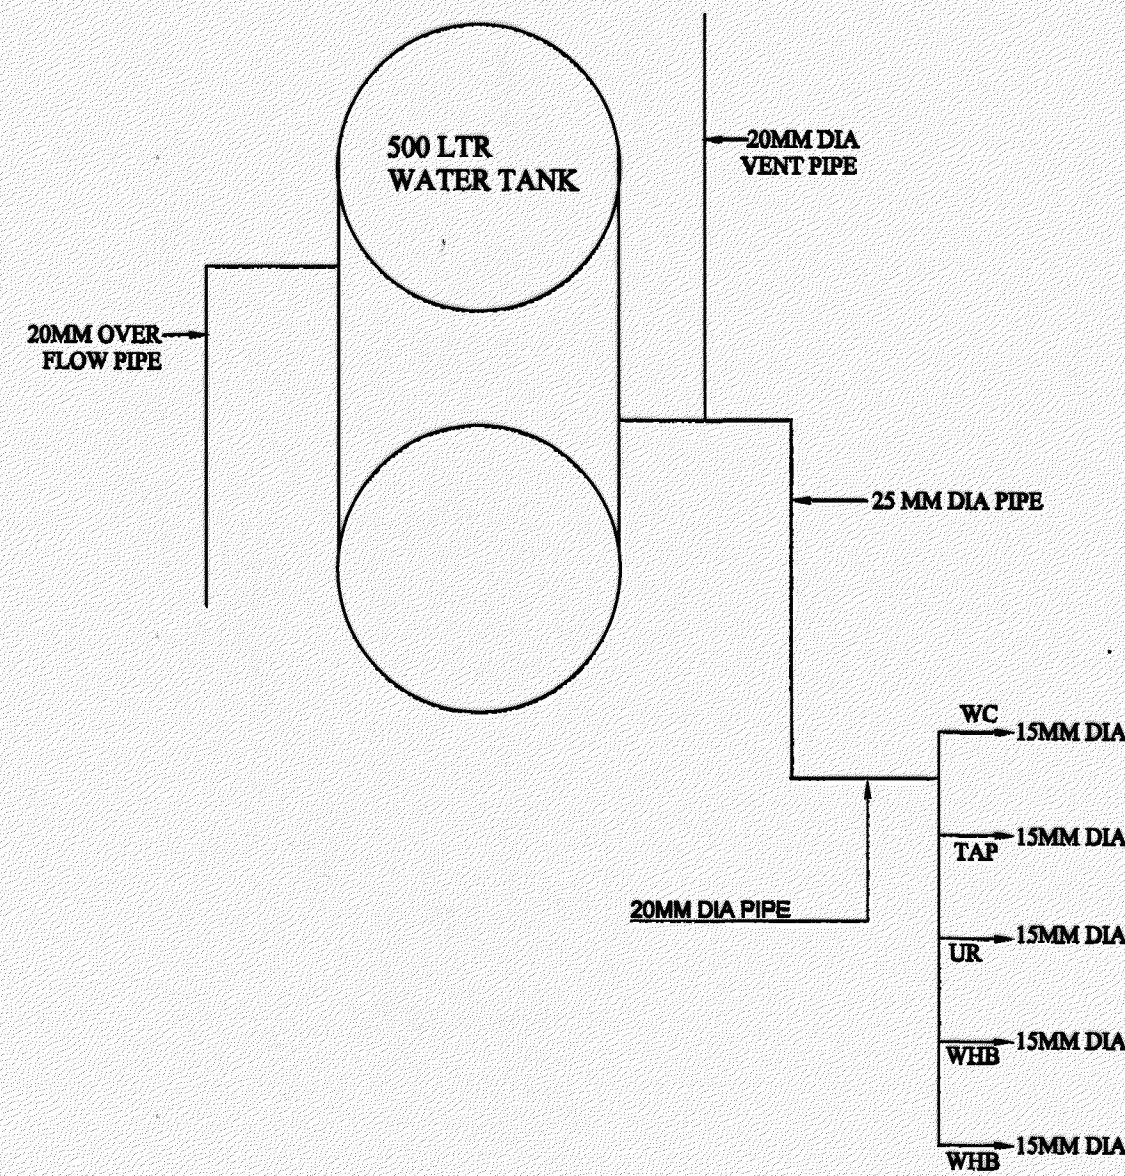 500 LTR
WATER TANK
20MM DIA
VENT PIPE
20MM OVER
FLOW PIPE
25 MM DIA PIPE
WC
15MM DIA
15MM DIA
TAP
20MM DIA PIPE
15MM DIA
UR
15MM DIA
WHB
15MM DIA
WHB